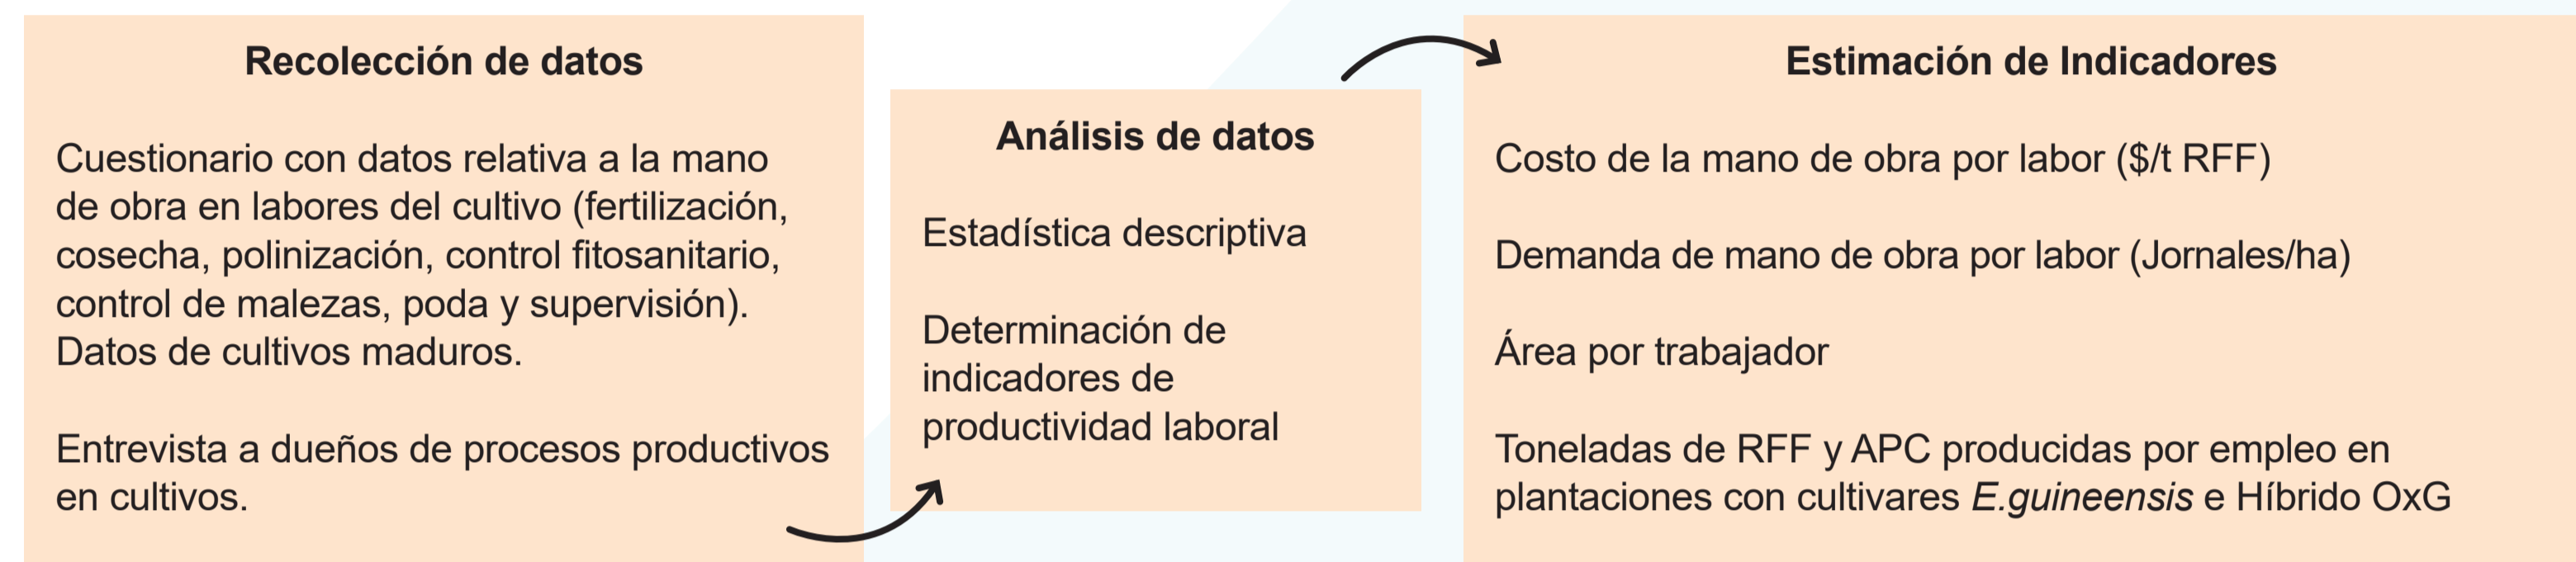 Recolección de datos
Cuestionario con datos relativa a la mano
de obra en labores del cultivo (fertilización,
cosecha, polinización, control fitosanitario,
control de malezas, poda y supervisión).
Datos de cultivos maduros.
Entrevista a dueños de procesos productivos
en cultivos.
Análisis de datos
Estadística descriptiva
Determinación de
indicadores de
productividad laboral
Estimación de Indicadores
Costo de la mano de obra por labor ($/t RFF)
Demanda de mano de obra por labor (Jornales/ha)
Área por trabajador
Toneladas de RFF y APC producidas por empleo en
plantaciones con cultivares E.guineensis e Híbrido OxG